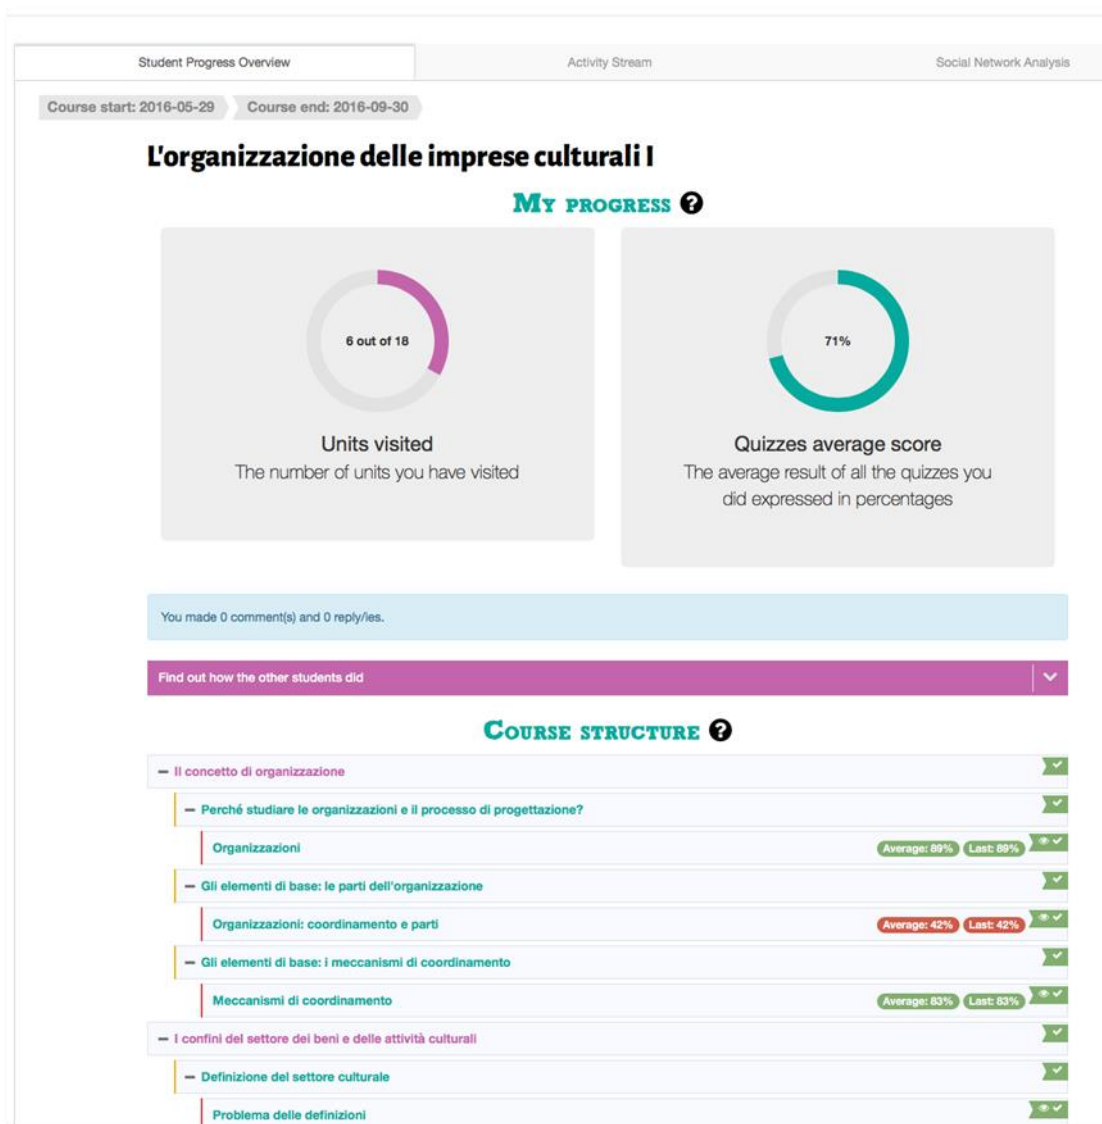 Student Progress Overview
Activity Stream
Social Network Analysis
Course start: 2016-05-29
Course end: 2016-09-30
L'organizzazione delle imprese culturali I
My progress ?
6 out of 18
Units visited
The number of units you have visited
71%
Quizzes average score
The average result of all the quizzes you
did expressed in percentages
You made 0 comment(s) and 0 reply/ies.
Find out how the other students did
Course structure ?
Il concetto di organizzazione
Perché studiare le organizzazioni e il processo di progettazione?
Organizzazioni Average: 89% Last: 89%
Gli elementi di base: le parti dell'organizzazione
Organizzazioni: coordinamento e parti Average: 42% Last: 42%
Gli elementi di base: i meccanismi di coordinamento
Meccanismi di coordinamento Average: 83% Last: 83%
I confini del settore dei beni e delle attività culturali
Definizione del settore culturale
Problema delle definizioni